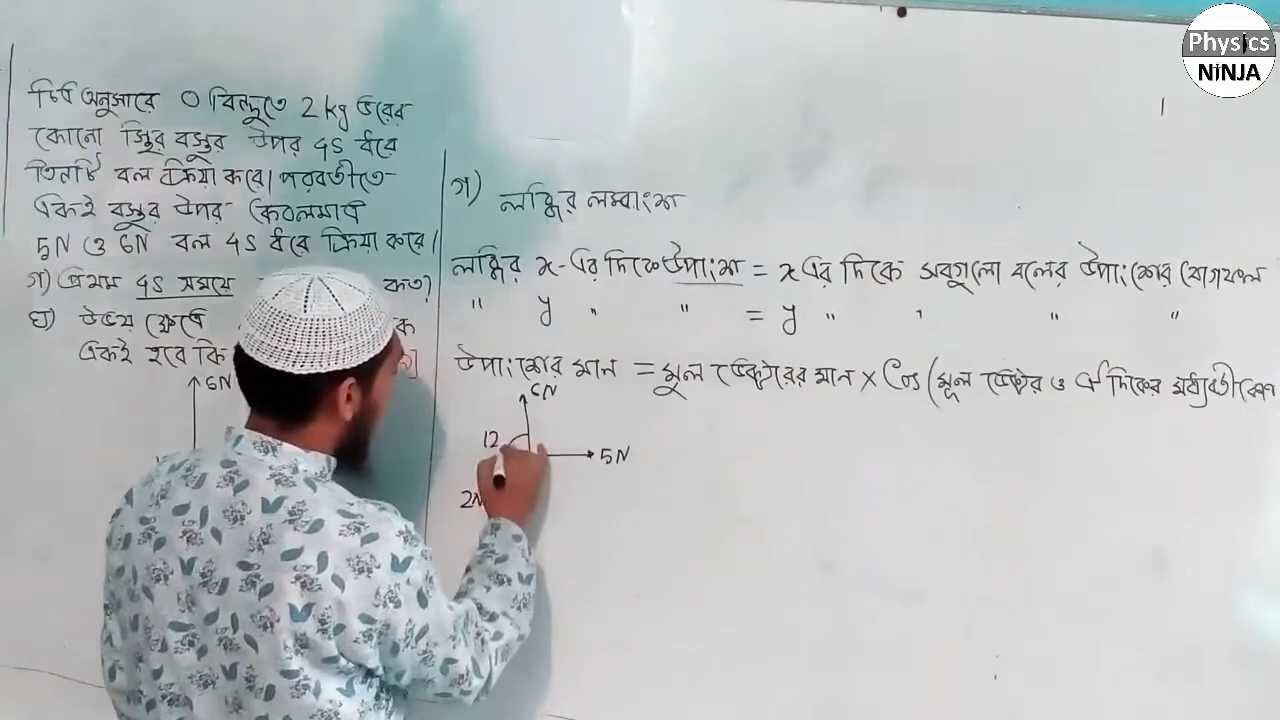 চিত্র অনুসারে O বিন্দুতে 2 kg ভরের
কোনো স্থির বস্তুর উপর 4s ধরে
তিনটি বল ক্রিয়া করে। পরবর্তীতে
একই বস্তুর উপর কেবলমাত্র
5N ও 6N বল 4s ধরে ক্রিয়া করে।
গ) প্রথম 4s সময়ে কত?
ঘ) উভয় ক্ষেত্রে
একই হবে কি
6N
গ) লব্ধির লম্বাংশ
লব্ধির x-এর দিকে উপাংশ = x এর দিকে সবগুলো বলের উপাংশের যোগফল
" y " " = y " " " "
উপাংশের মান = মূল ভেক্টরের মান × Cos (মূল ভেক্টর ও ঐ দিকের মধ্যবর্তী কোণ
6N
12
5N
2N
Physics
NINJA